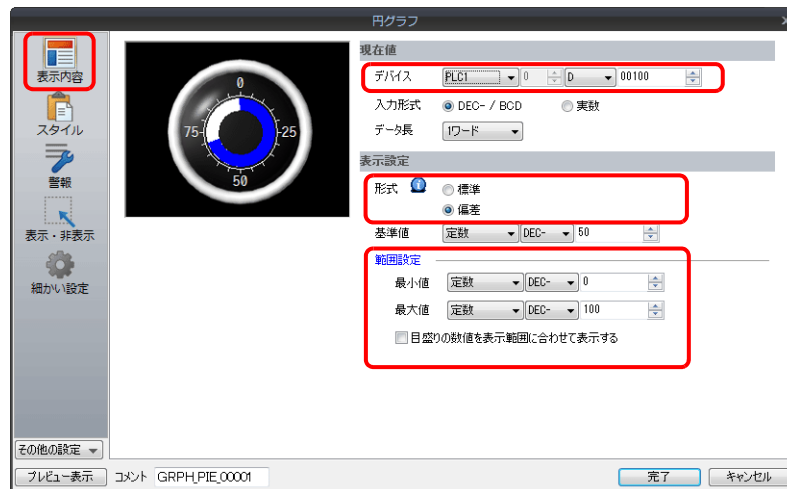 円グラフ
表示内容
スタイル
警報
表示・非表示
細かい設定
その他の設定
0
75
25
50
現在値
デバイス PLC1 0 D 00100
入力形式 DEC- / BCD 実数
データ長 1ワード
表示設定
形式 標準
偏差
基準値 定数 DEC- 50
範囲設定
最小値 定数 DEC- 0
最大値 定数 DEC- 100
目盛りの数値を表示範囲に合わせて表示する
プレビュー表示 コメント GRPH_PIE_00001 完了 キャンセル